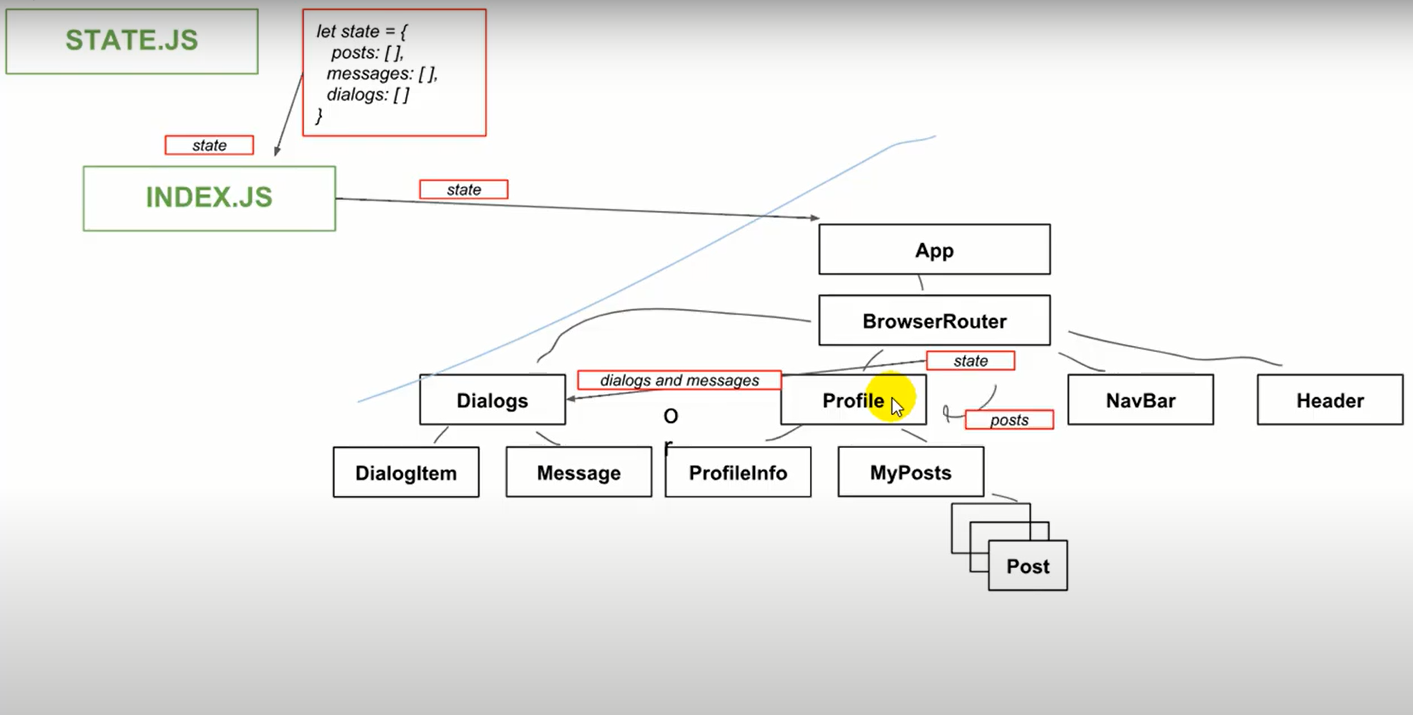 STATE.JS
let state = {
posts: [ ],
messages: [ ],
dialogs: [ ]
}
state
INDEX.JS
state
App
BrowserRouter
state
dialogs and messages
Dialogs
o
r
Profile
posts
NavBar
Header
DialogItem
Message
ProfileInfo
MyPosts
Post